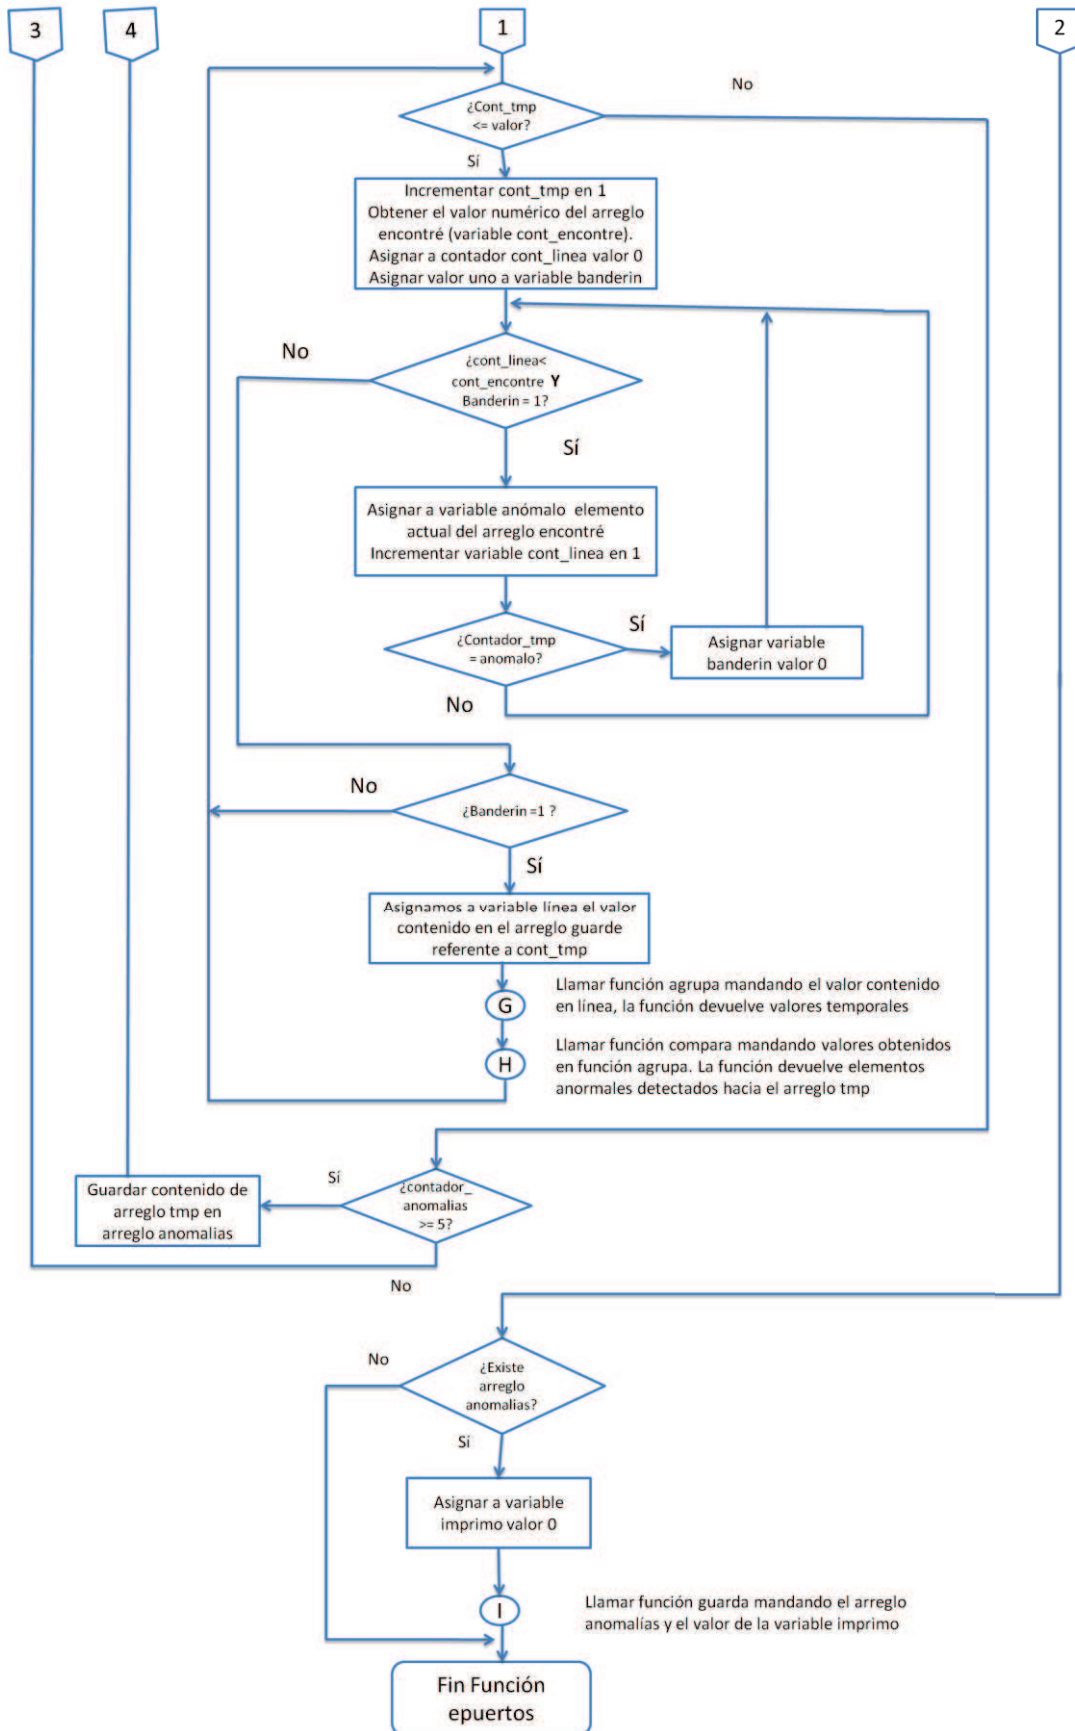 3
4
1
2
No
¿Cont_tmp
<= valor?
Sí
Incrementar cont_tmp en 1
Obtener el valor numérico del arreglo
encontré (variable cont_encontre).
Asignar a contador cont_linea valor 0
Asignar valor uno a variable banderin
No
¿cont_linea<
cont_encontre Y
Banderin = 1?
Sí
Asignar a variable anómalo elemento
actual del arreglo encontré
Incrementar variable cont_linea en 1
¿Contador_tmp
= anomalo?
Sí
Asignar variable
banderin valor 0
No
No
¿Banderin =1 ?
Sí
Asignamos a variable línea el valor
contenido en el arreglo guarde
referente a cont_tmp
G
Llamar función agrupa mandando el valor contenido
en línea, la función devuelve valores temporales
H
Llamar función compara mandando valores obtenidos
en función agrupa. La función devuelve elementos
anormales detectados hacia el arreglo tmp
Sí
Guardar contenido de
arreglo tmp en
arreglo anomalias
¿contador_
anomalias
>= 5?
No
No
¿Existe
arreglo
anomalias?
Sí
Asignar a variable
imprimo valor 0
I
Llamar función guarda mandando el arreglo
anomalías y el valor de la variable imprimo
Fin Función
epuertos